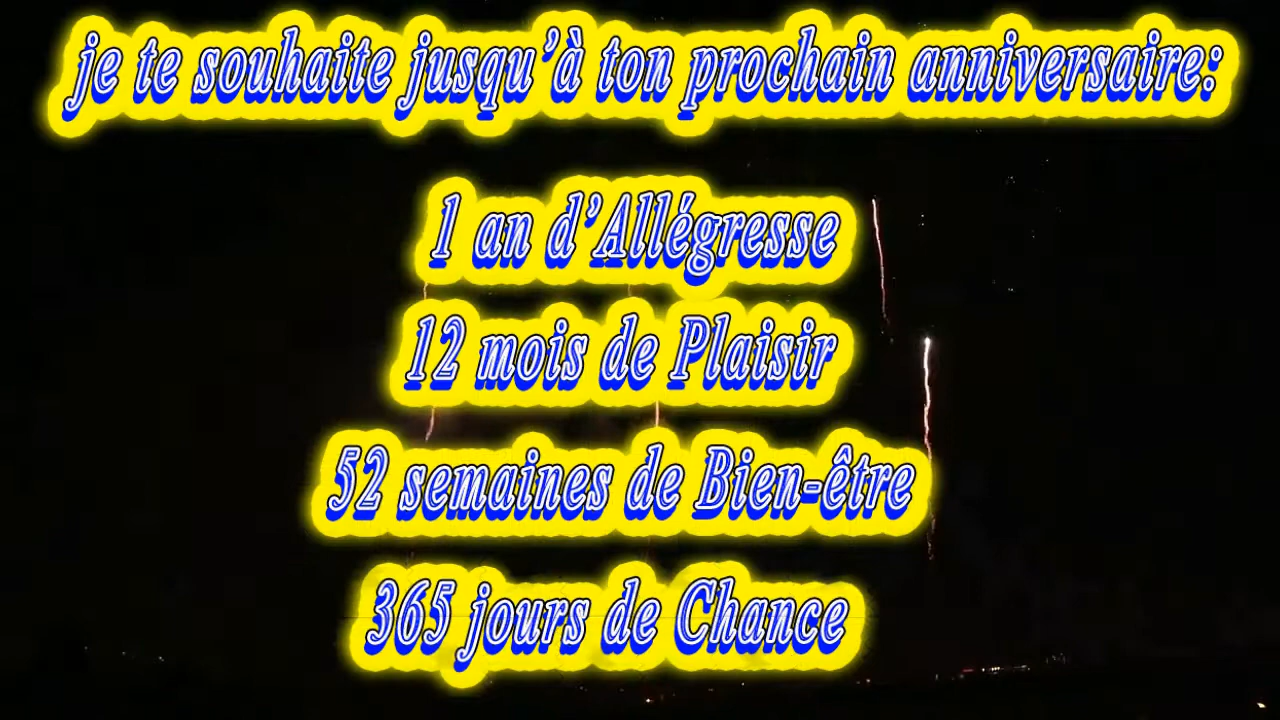 je te souhaite jusqu’à ton prochain anniversaire:
1 an d’Allégresse
12 mois de Plaisir
52 semaines de Bien-être
365 jours de Chance